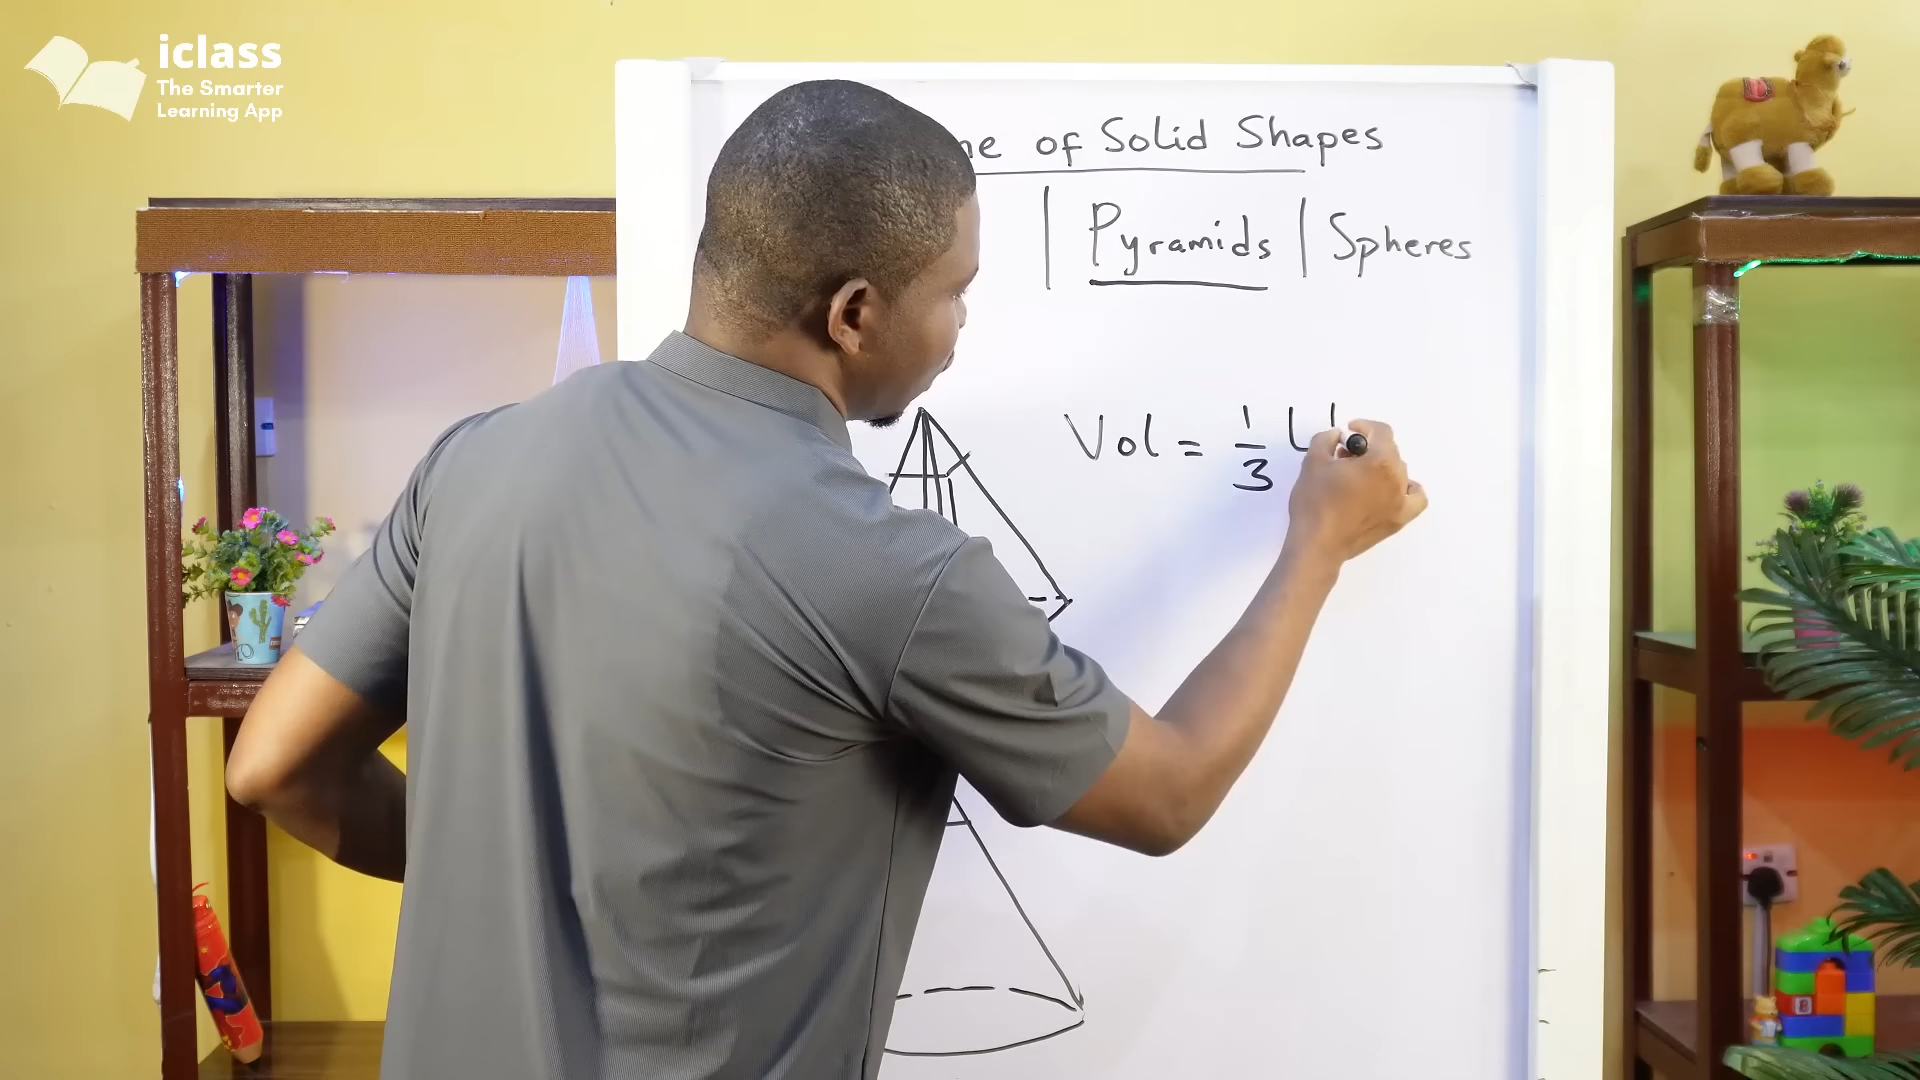 iclass
The Smarter
Learning App
of Solid Shapes
| Pyramids | Spheres
Vol = 1/3